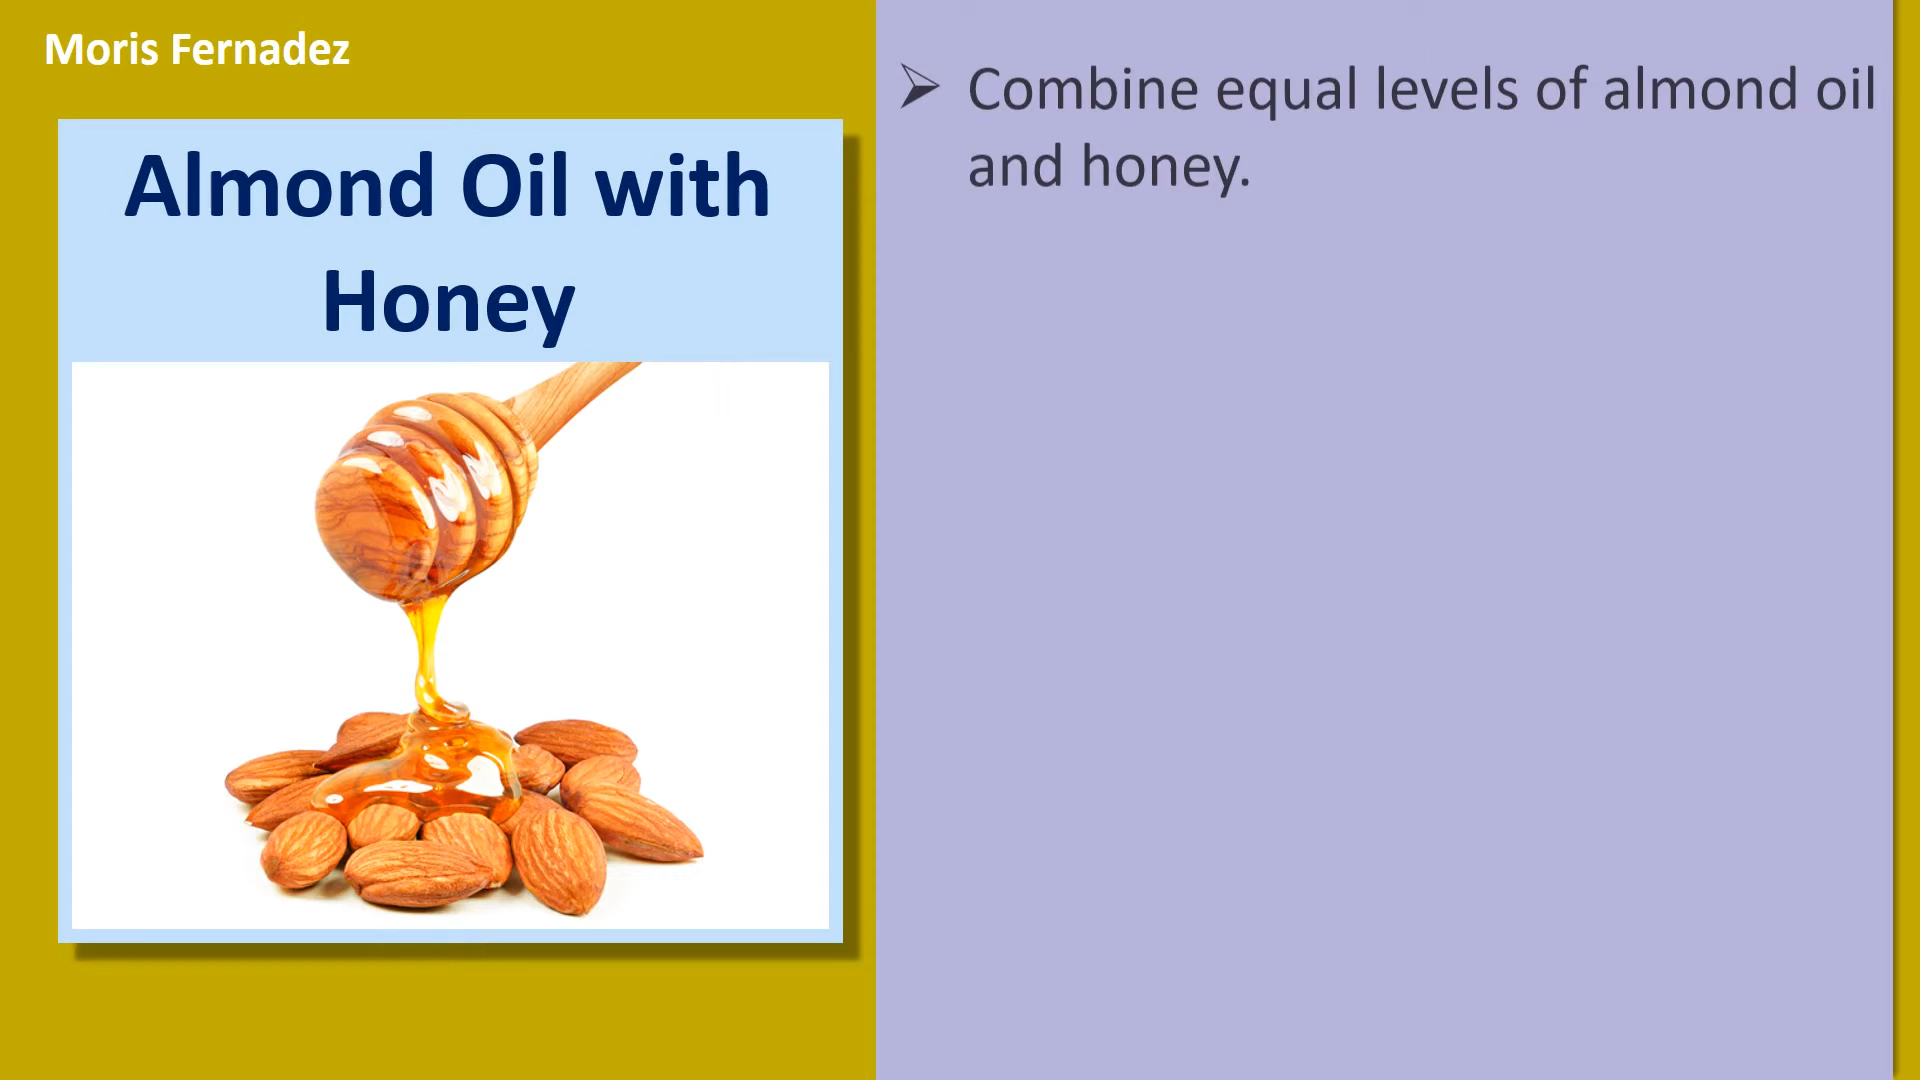 Moris Fernadez
Almond Oil with
Honey
➢ Combine equal levels of almond oil
and honey.